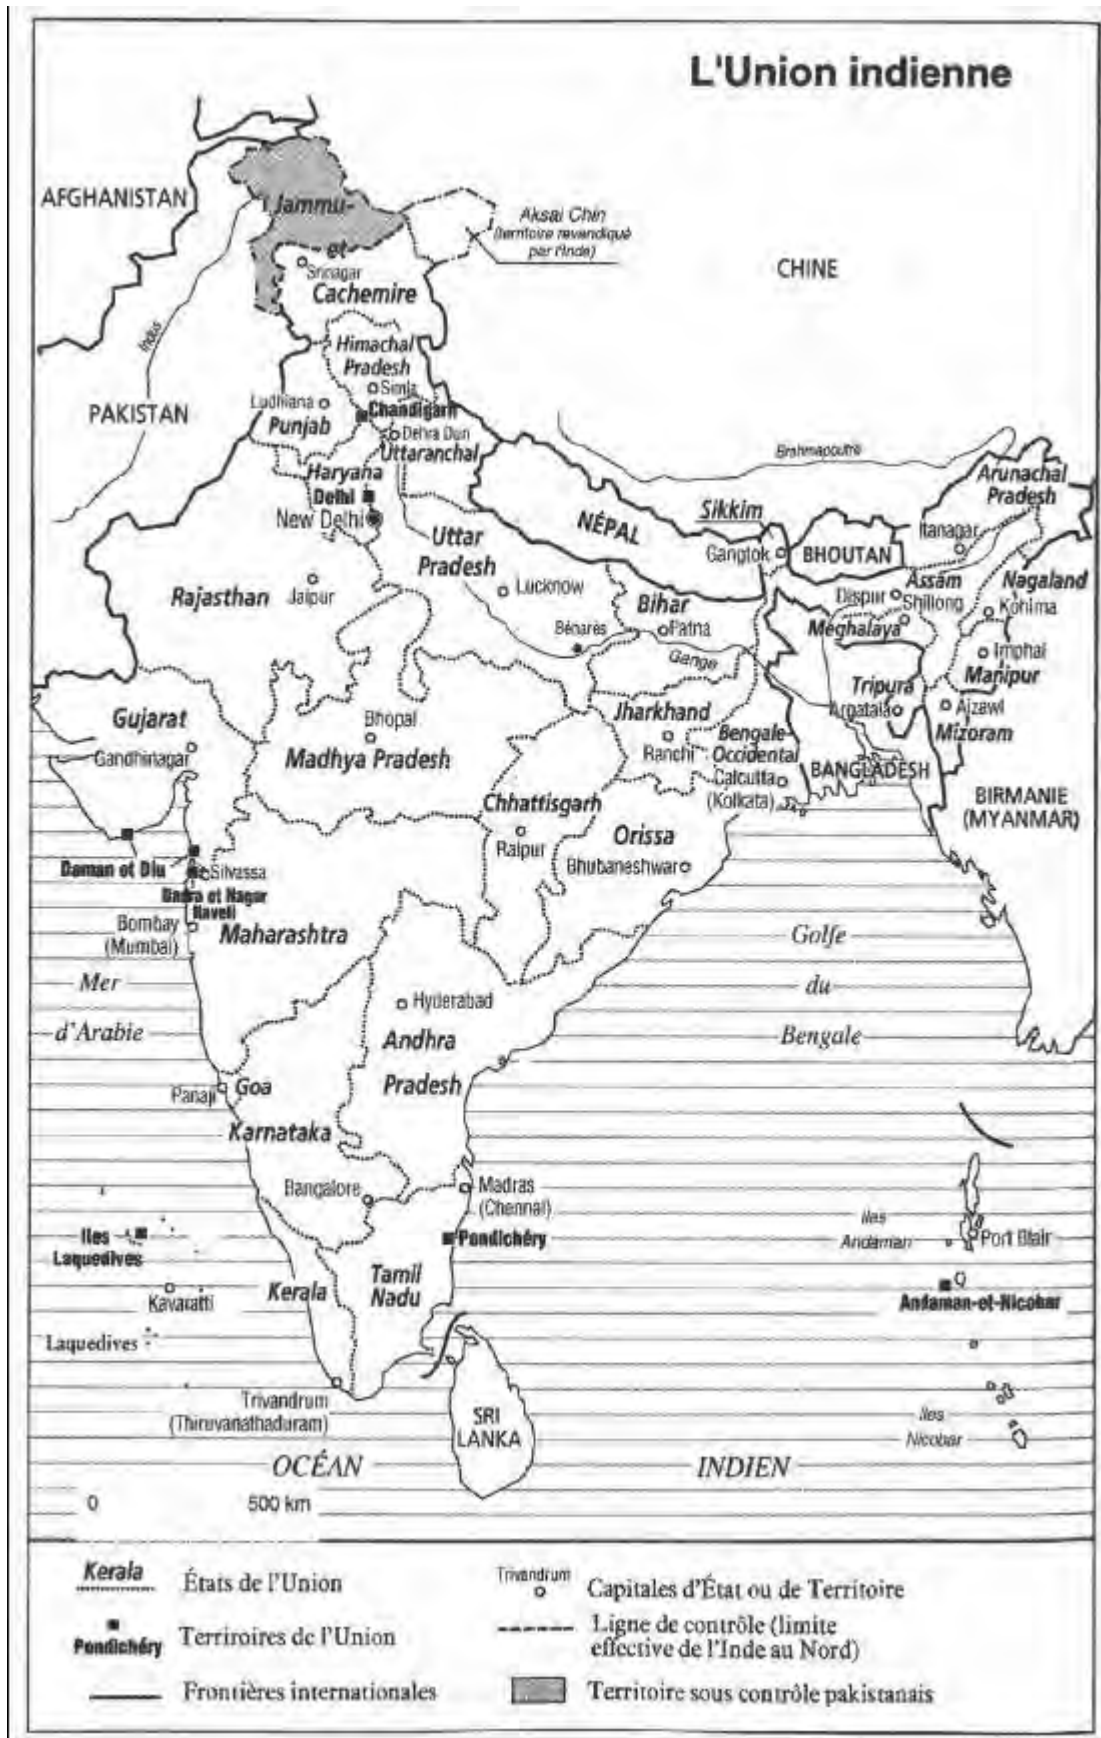 L'Union indienne
AFGHANISTAN
Jammu-
et
Srinagar
Cachemire
Aksai Chin
(territoire revendiqué
par l'Inde)
CHINE
Indus
Himachal
Pradesh
Simla
PAKISTAN
Ludhiana
Punjab
Chandigarh
Dehra Dun
Uttaranchal
Haryana
Delhi
New Delhi
Brahmapoutre
Arunachal
Pradesh
Itanagar
Sikkim
NÉPAL
Gangtok
BHOUTAN
Uttar
Pradesh
Lucknow
Rajasthan
Jaipur
Bihar
Patna
Bénarès
Gange
Assam
Dispur
Shillong
Meghalaya
Nagaland
Kohima
Imphal
Manipur
Tripura
Agatala
Aizawl
Mizoram
Gujarat
Gandhinagar
Bhopal
Madhya Pradesh
Jharkhand
Ranchi
Bengale-
Occidental
Calcutta
(Kolkata)
BANGLADESH
BIRMANIE
(MYANMAR)
Chhattisgarh
Raipur
Orissa
Bhubaneshwar
Daman et Diu
Silvassa
Dadra et Nagar
Haveli
Bombay
(Mumbai)
Maharashtra
Mer
d'Arabie
Golfe
du
Bengale
Hyderabad
Andhra
Pradesh
Panaji
Goa
Karnataka
Bangalore
Madras
(Chennai)
Pondichéry
Iles
Laquedives
Kavaratti
Laquedives
Kerala
Tamil
Nadu
Iles
Andaman
Port Blair
Andaman-et-Nicobar
Trivandrum
(Thiruvanathaduram)
SRI
LANKA
Iles
Nicobar
OCÉAN
INDIEN
0 500 km
Kerala
États de l'Union
Pondichéry
Terriroires de l'Union
Frontières internationales
Trivandrum
Capitales d'État ou de Territoire
Ligne de contrôle (limite
effective de l'Inde au Nord)
Territoire sous contrôle pakistanais